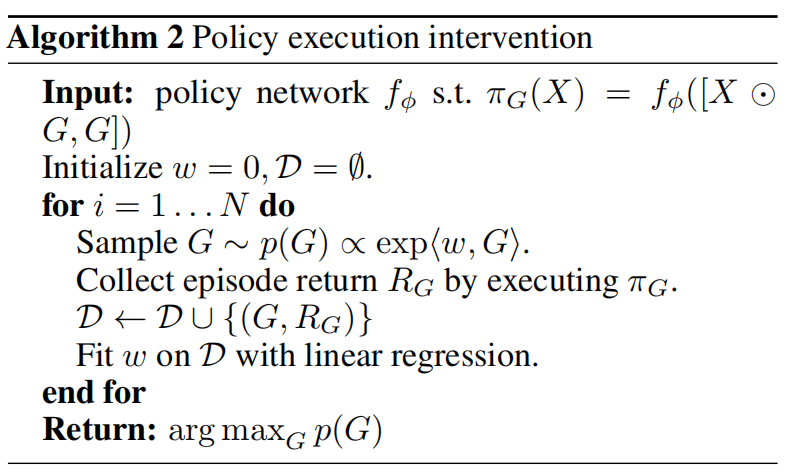 Algorithm 2 Policy execution intervention
Input: policy network $f_\phi$ s.t. $\pi_G(X) = f_\phi([X \odot$
$G, G])$
Initialize $w = 0, \mathcal{D} = \emptyset$.
for $i = 1 \ldots N$ do
Sample $G \sim p(G) \propto \exp\langle w, G \rangle$.
Collect episode return $R_G$ by executing $\pi_G$.
$\mathcal{D} \leftarrow \mathcal{D} \cup \{(G, R_G)\}$
Fit $w$ on $\mathcal{D}$ with linear regression.
end for
Return: $\arg\max_G p(G)$